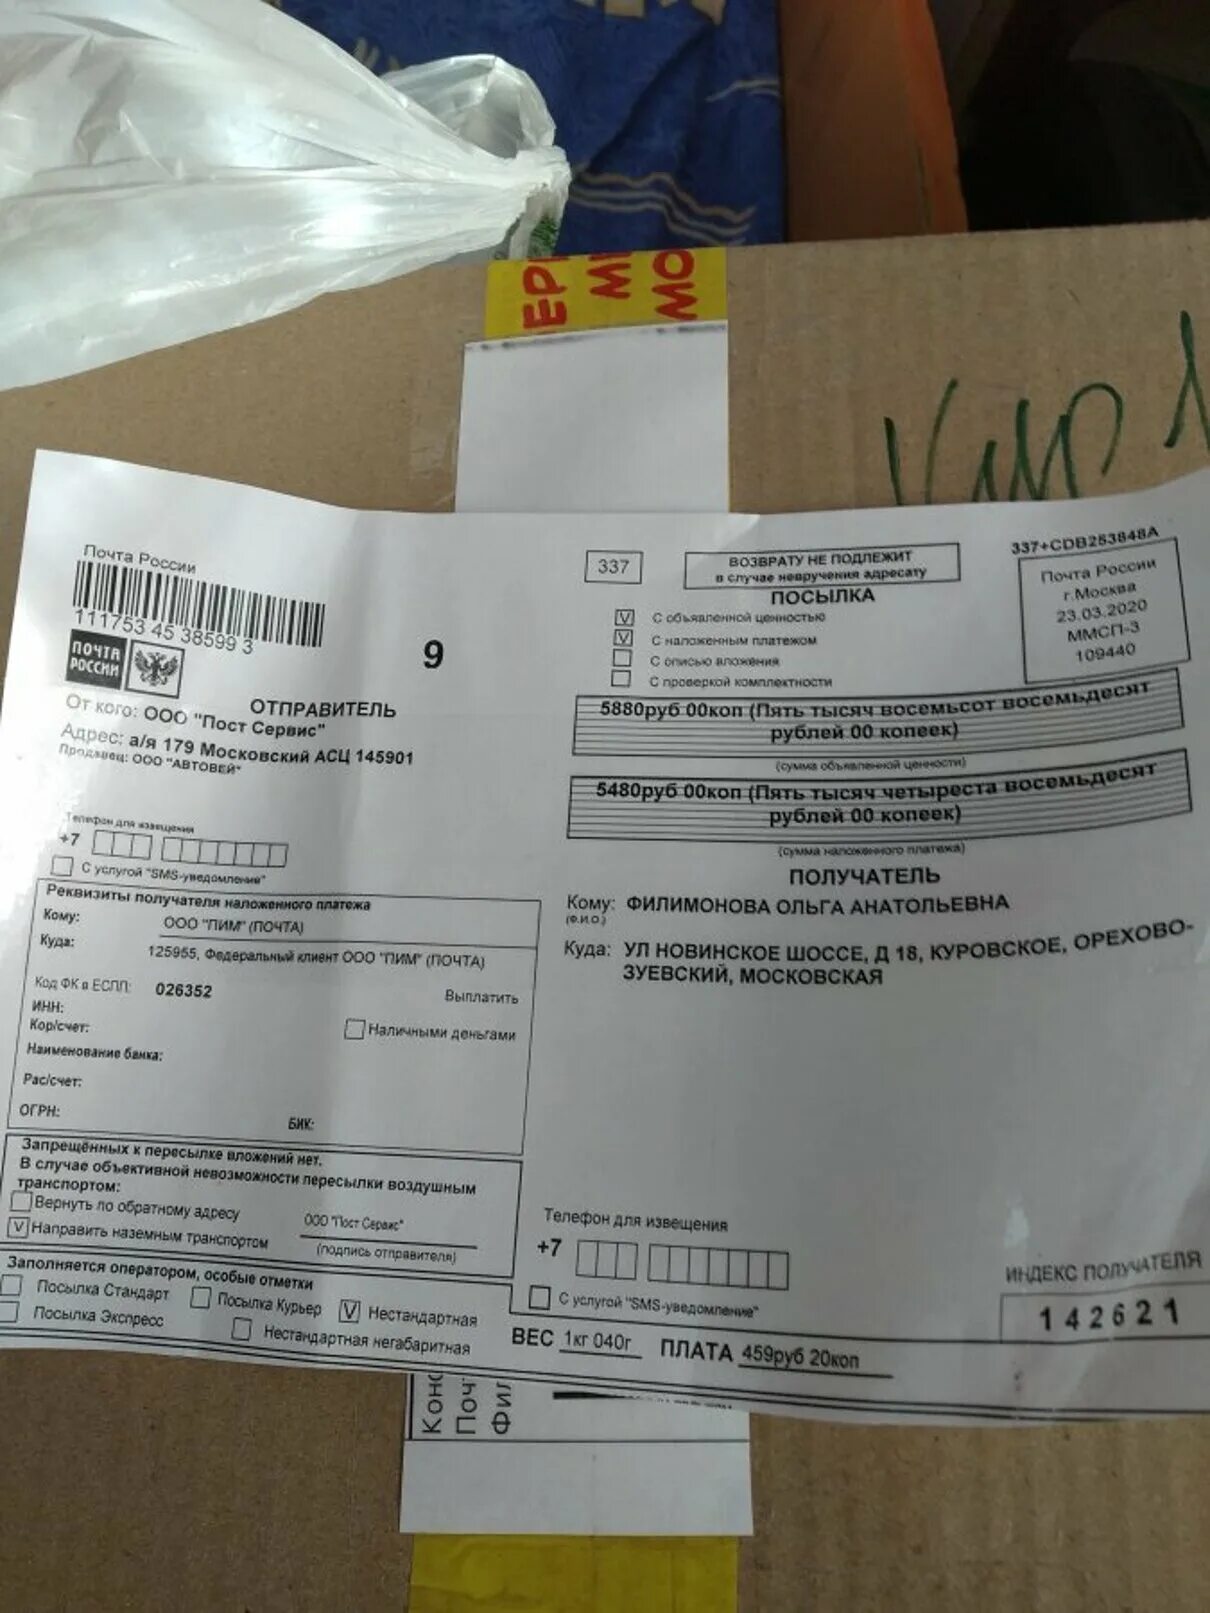 ЕРМ
МО
Кир 1
Почта России
111753 45 38599 3
ПОЧТА
РОССИИ
9
ОТПРАВИТЕЛЬ
От кого: ООО "Пост Сервис"
Адрес: а/я 179 Московский АСЦ 145901
Продавец: ООО "АВТОВЕЙ"
Телефон для извещения
+7
С услугой "SMS-уведомление"
Реквизиты получателя наложенного платежа
Кому: ООО "ПИМ" (ПОЧТА)
Куда: 125955, Федеральный клиент ООО "ПИМ" (ПОЧТА)
Код ФК в ЕСПП: 026352
Выплатить
ИНН:
Кор/счет:
Наличными деньгами
Наименование банка:
Рас/счет:
ОГРН:
БИК:
Запрещённых к пересылке вложений нет.
В случае объективной невозможности пересылки воздушным
транспортом:
Вернуть по обратному адресу
V Направить наземным транспортом
ООО "Пост Сервис"
(подпись отправителя)
Заполняется оператором, особые отметки
Посылка Стандарт
Посылка Курьер
V Нестандартная
Посылка Экспресс
Нестандартная негабаритная
337
ВОЗВРАТУ НЕ ПОДЛЕЖИТ
в случае невручения адресату
ПОСЫЛКА
V С объявленной ценностью
V С наложенным платежом
С описью вложения
С проверкой комплектности
337+CDB253848A
Почта России
г.Москва
23.03.2020
ММСП-3
109440
5880руб 00коп (Пять тысяч восемьсот восемьдесят
рублей 00 копеек)
(сумма объявленной ценности)
5480руб 00коп (Пять тысяч четыреста восемьдесят
рублей 00 копеек)
(сумма наложенного платежа)
ПОЛУЧАТЕЛЬ
Кому: ФИЛИМОНОВА ОЛЬГА АНАТОЛЬЕВНА
(Ф.И.О.)
Куда: УЛ НОВИНСКОЕ ШОССЕ, Д 18, КУРОВСКОЕ, ОРЕХОВО-
ЗУЕВСКИЙ, МОСКОВСКАЯ
Телефон для извещения
+7
С услугой "SMS-уведомление"
ИНДЕКС ПОЛУЧАТЕЛЯ
142621
ВЕС 1кг 040г ПЛАТА 459руб 20коп
Конс
Поч
Фил